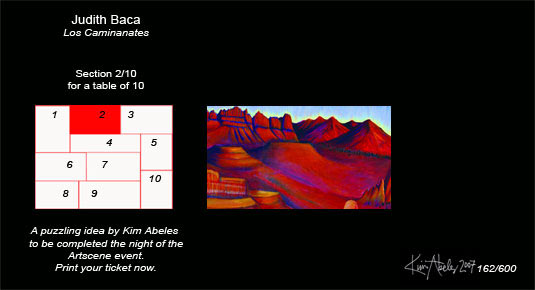 Judith Baca
Los Caminanates
Section 2/10
for a table of 10
1 2 3
4 5
6 7
10
8 9
A puzzling idea by Kim Abeles
to be completed the night of the
Artscene event.
Print your ticket now.
Kim Abeles 2007 162/600